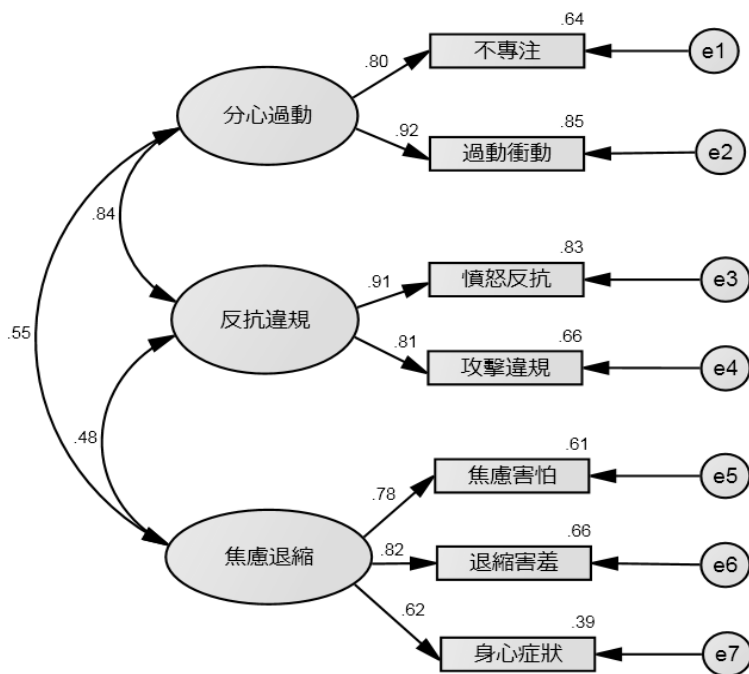 .64
不專注
e1
.80
分心過動
.92
.85
過動衝動
e2
.84
.83
憤怒反抗
e3
.91
反抗違規
.81
.66
攻擊違規
e4
.55
.48
.61
焦慮害怕
e5
.78
焦慮退縮
.82
.66
退縮害羞
e6
.62
.39
身心症狀
e7